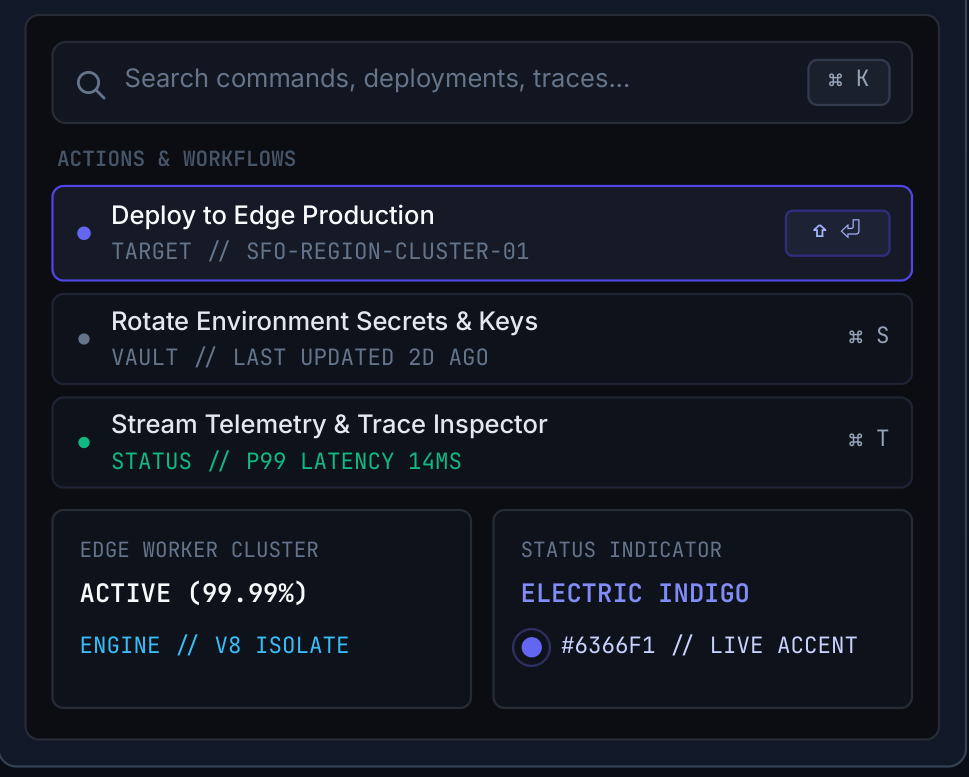 Search commands, deployments, traces...
⌘ K
ACTIONS & WORKFLOWS
Deploy to Edge Production
TARGET // SFO-REGION-CLUSTER-01
⇧ ⏎
Rotate Environment Secrets & Keys
VAULT // LAST UPDATED 2D AGO
⌘ S
Stream Telemetry & Trace Inspector
STATUS // P99 LATENCY 14MS
⌘ T
EDGE WORKER CLUSTER
ACTIVE (99.99%)
ENGINE // V8 ISOLATE
STATUS INDICATOR
ELECTRIC INDIGO
#6366F1 // LIVE ACCENT